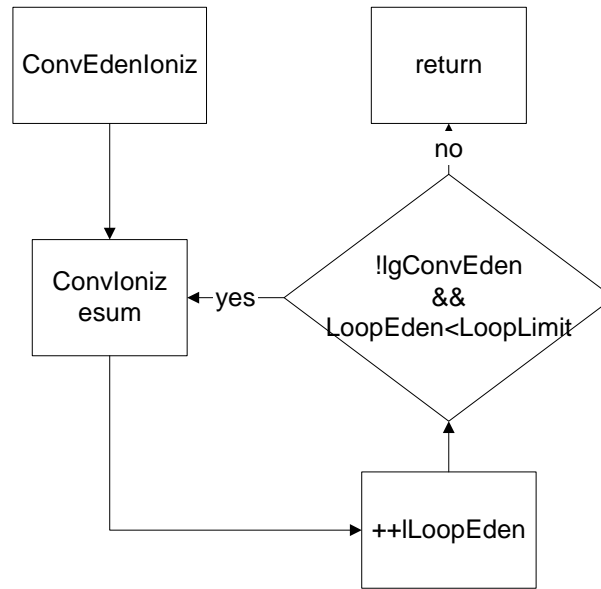 ConvEdenIoniz
return
no
ConvIoniz
esum
yes
!lgConvEden
&&
LoopEden<LoopLimit
++lLoopEden